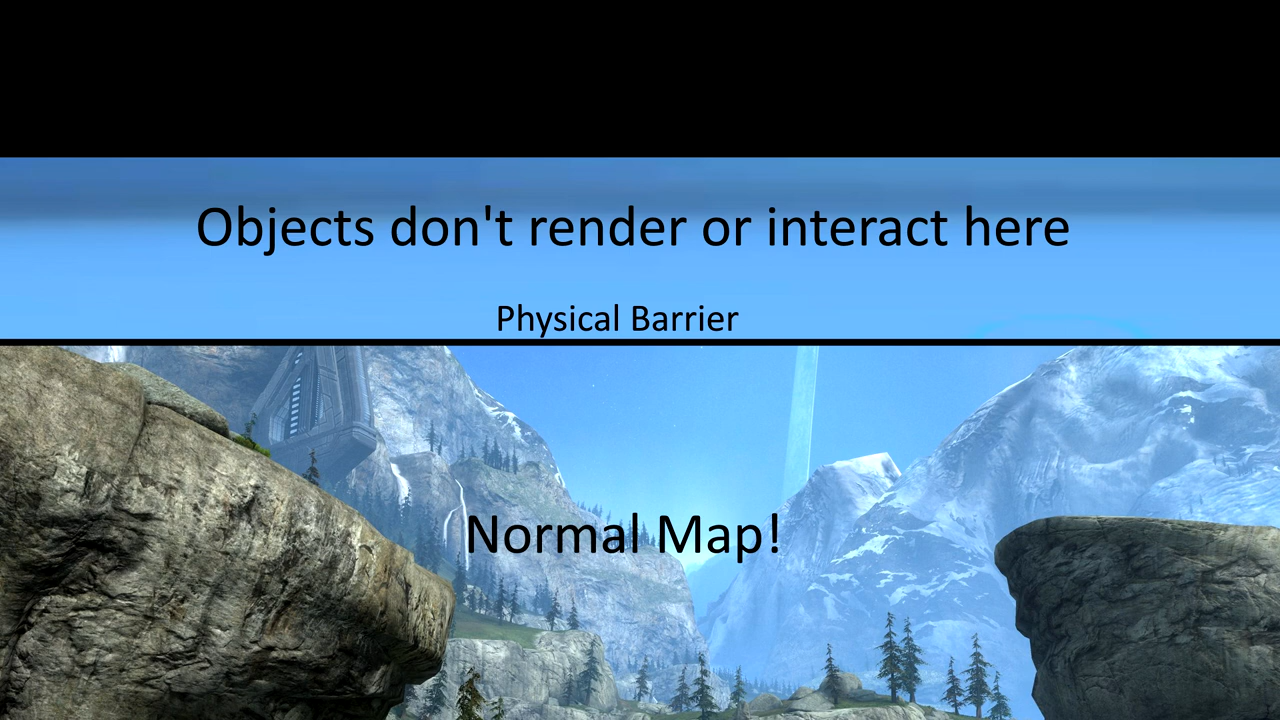 Objects don't render or interact here
Physical Barrier
Normal Map!